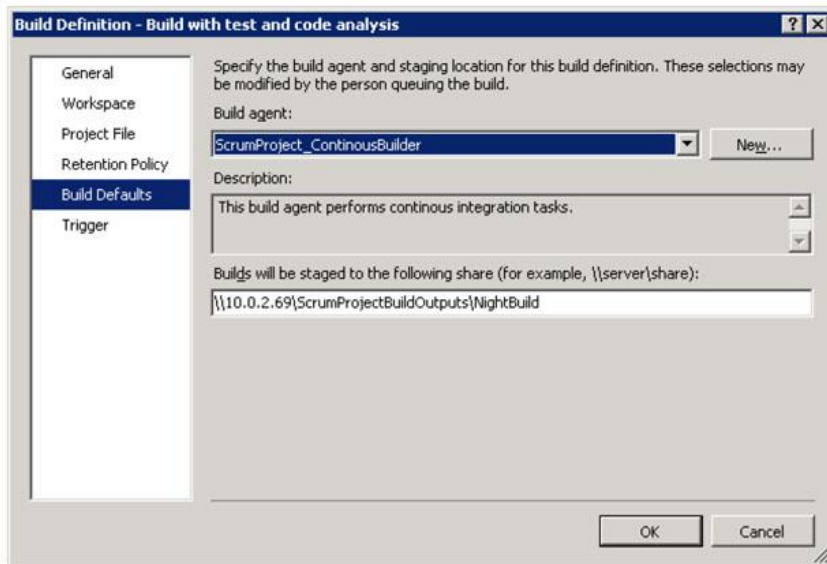 Build Definition - Build with test and code analysis
General
Workspace
Project File
Retention Policy
Build Defaults
Trigger
Specify the build agent and staging location for this build definition. These selections may
be modified by the person queuing the build.
Build agent:
ScrumProject_ContinousBuilder
New...
Description:
This build agent performs continous integration tasks.
Builds will be staged to the following share (for example, \\server\share):
\\10.0.2.69\ScrumProjectBuildOutputs\NightBuild
OK
Cancel